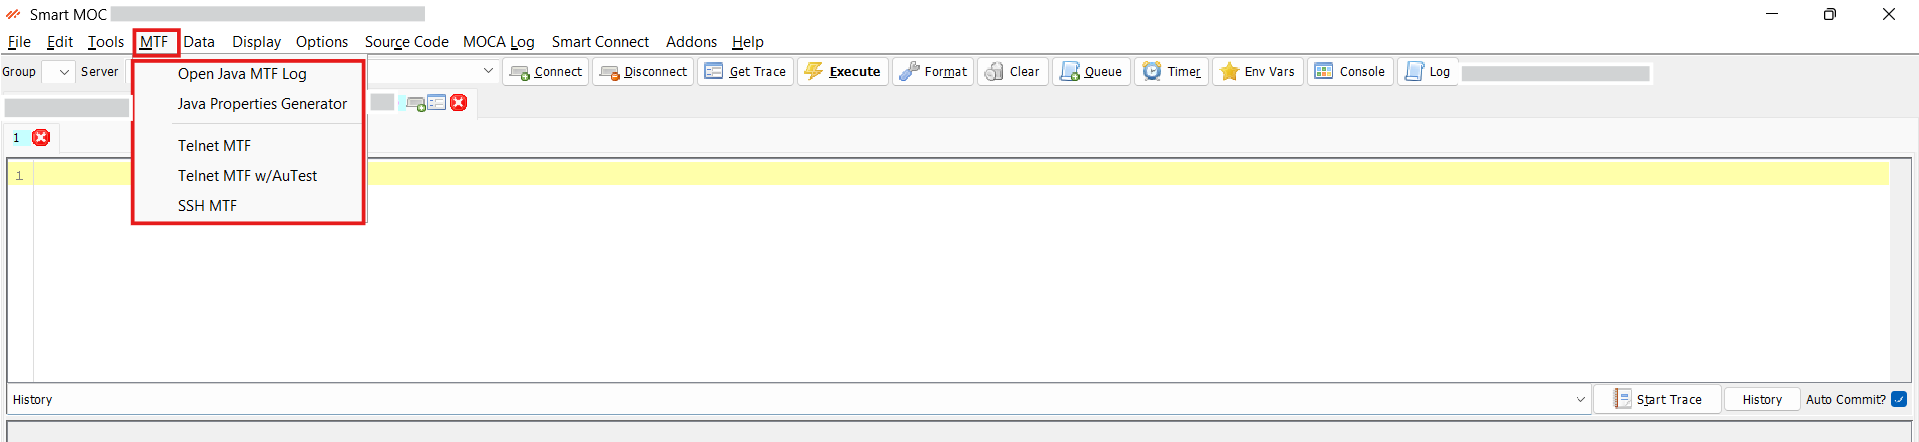 Smart MOC
File Edit Tools MTF Data Display Options Source Code MOCA Log Smart Connect Addons Help
Group Server Connect Disconnect Get Trace Execute Format Clear Queue Timer Env Vars Console Log
Open Java MTF Log
Java Properties Generator
Telnet MTF
Telnet MTF w/AuTest
SSH MTF
1
1
History Start Trace History Auto Commit?